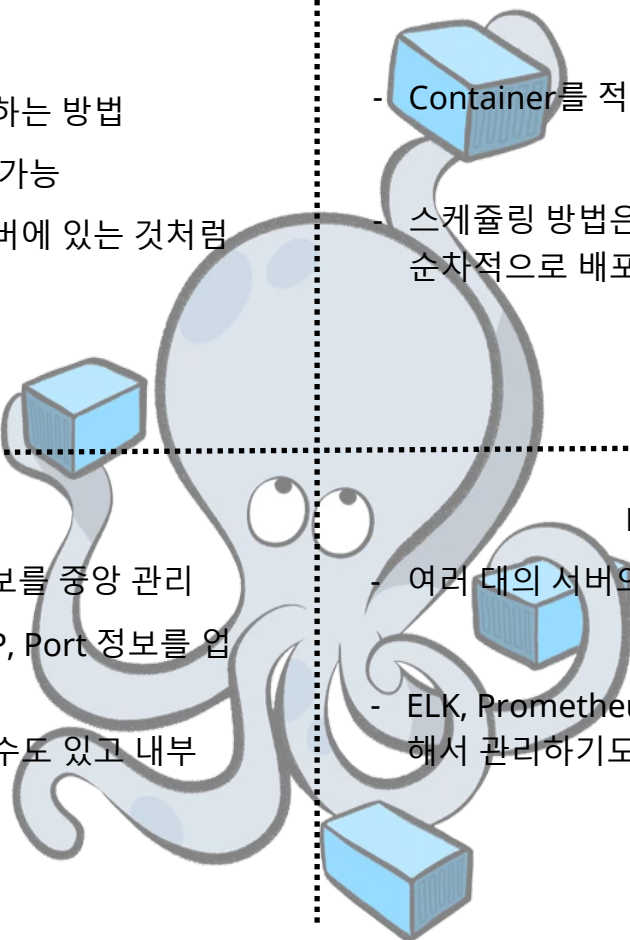 하는 방법
가능
버에 있는 것처럼
- Container를 적
- 스케쥴링 방법은
순차적으로 배포
보를 중앙 관리
P, Port 정보를 업
수도 있고 내부
- 여러 대의 서버의
- ELK, Prometheu
해서 관리하기도